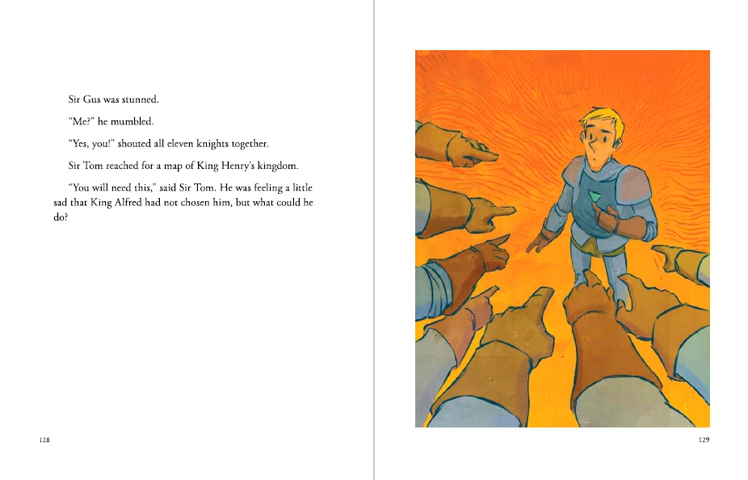 Sir Gus was stunned.
“Me?” he mumbled.
“Yes, you!” shouted all eleven knights together.
Sir Tom reached for a map of King Henry’s kingdom.
“You will need this,” said Sir Tom. He was feeling a little
sad that King Alfred had not chosen him, but what could he
do?
128
129